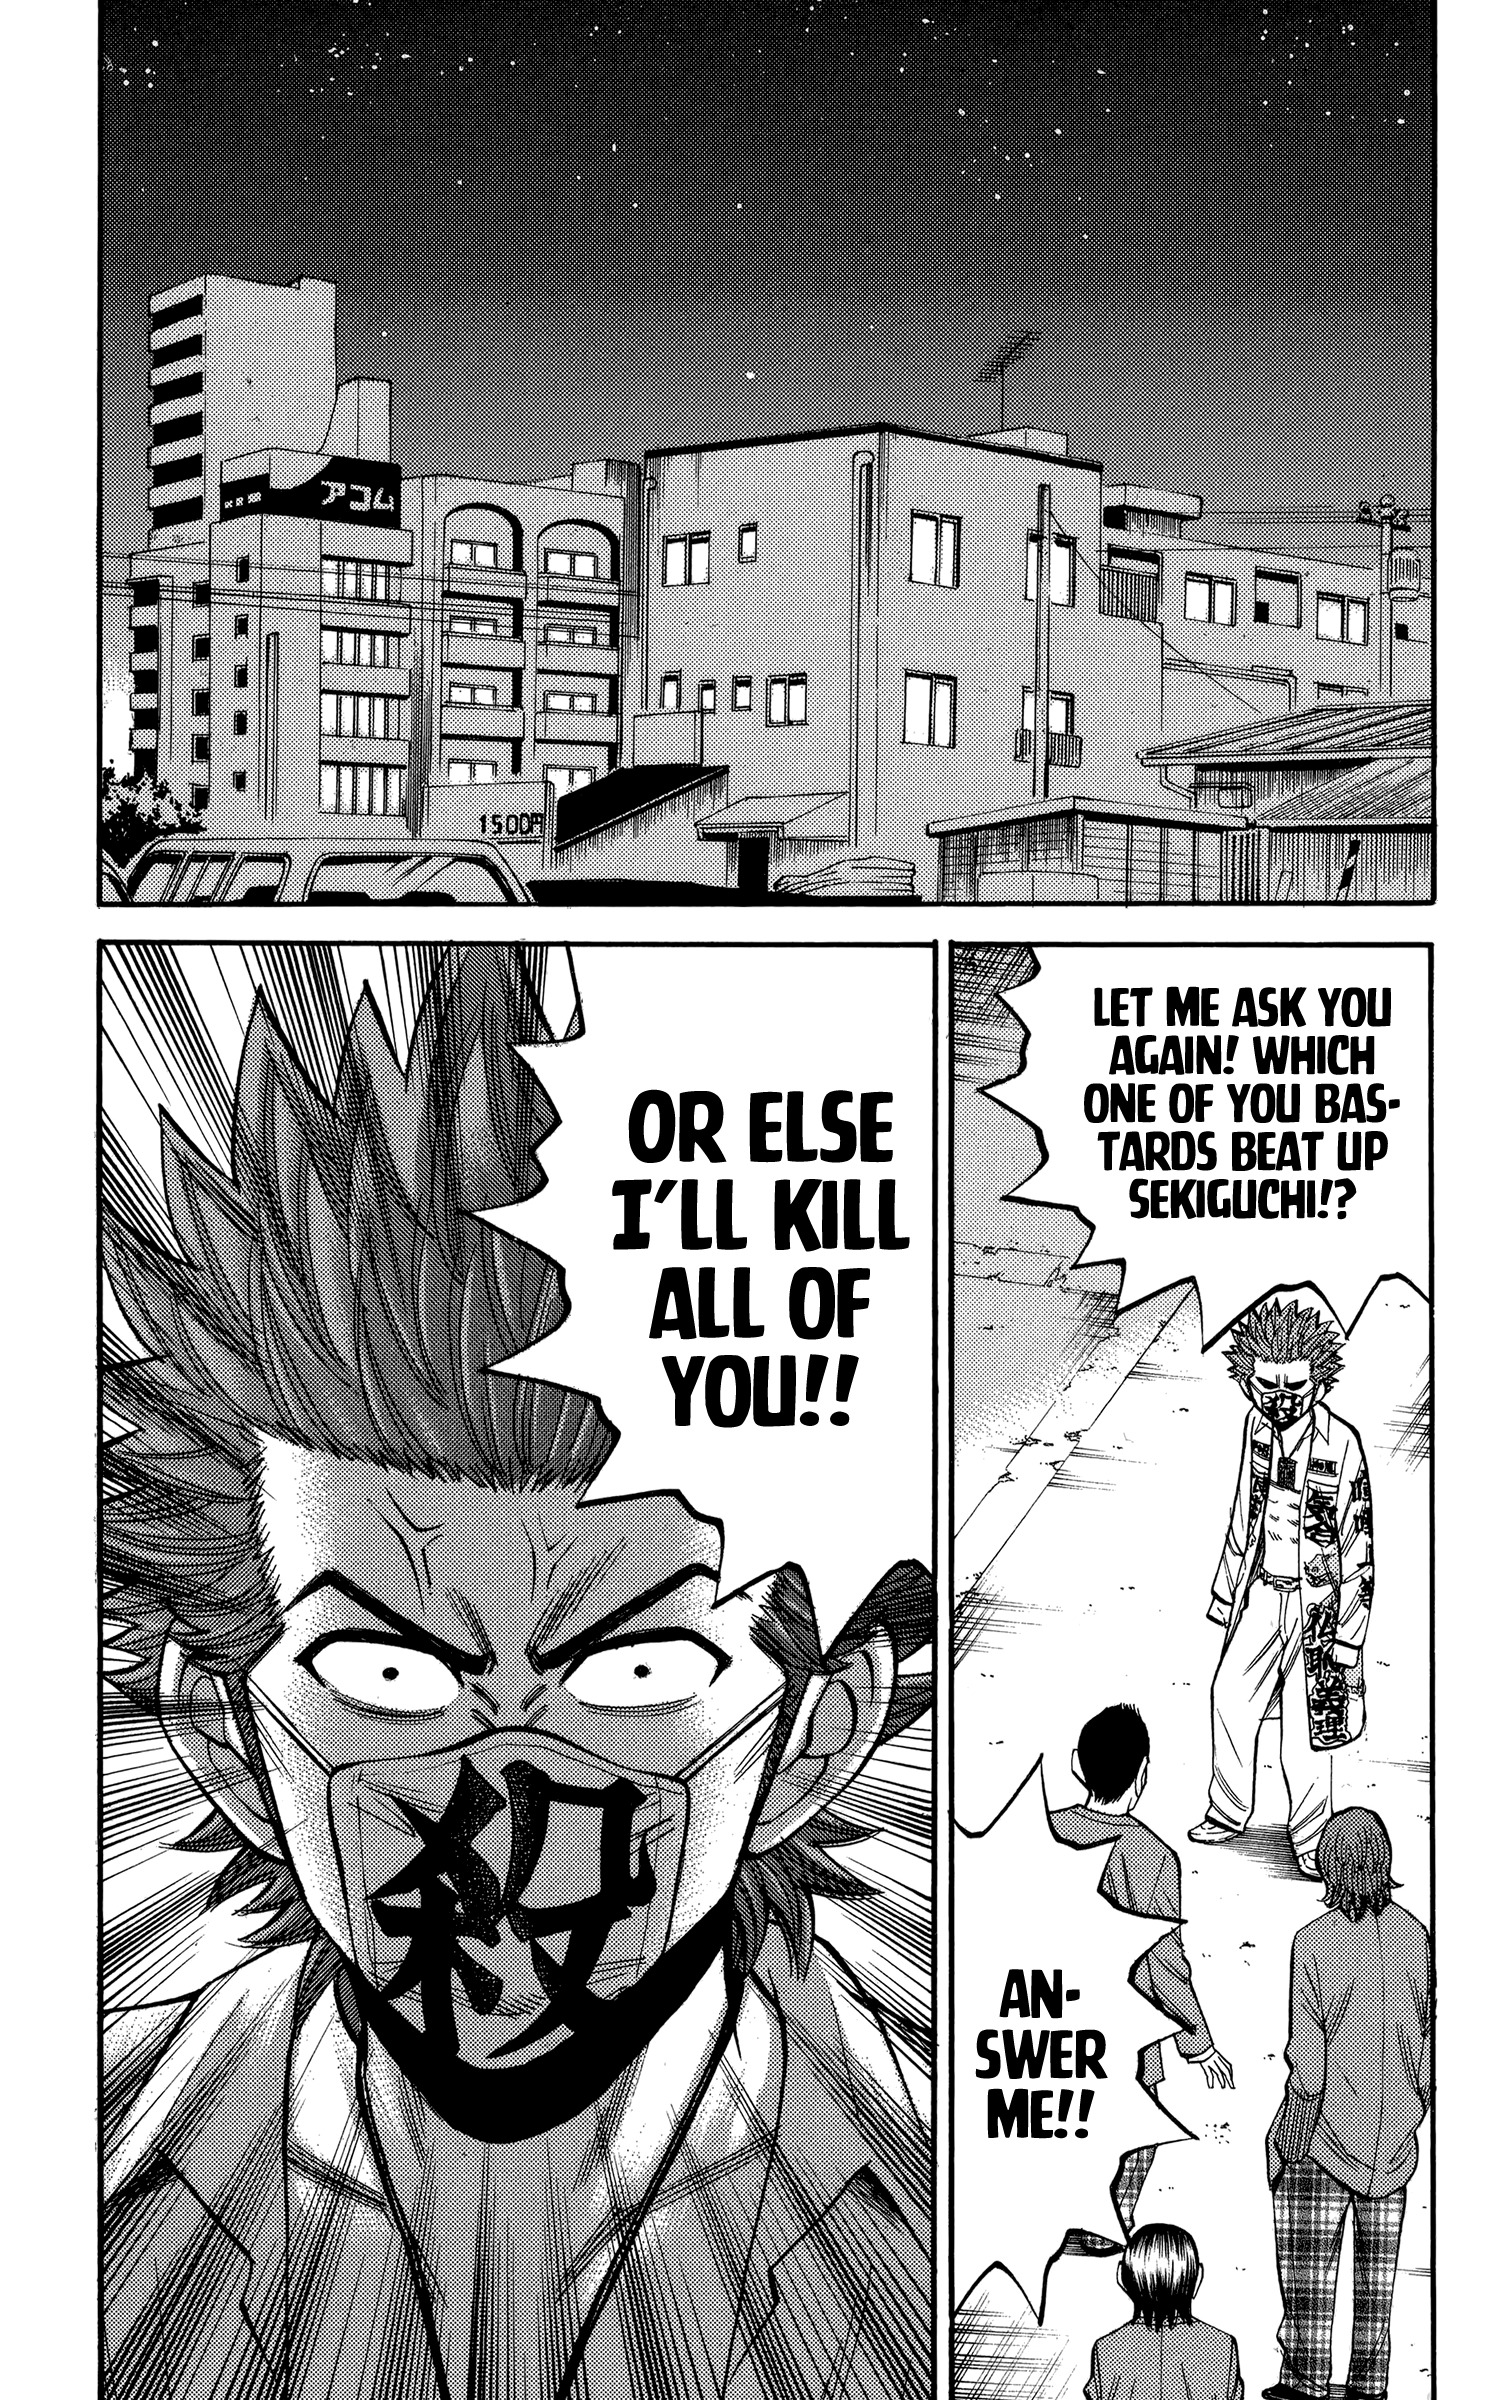 アコム
1500円
LET ME ASK YOU
AGAIN! WHICH
ONE OF YOU BAS-
TARDS BEAT UP
SEKIGUCHI!?
AN-
SWER
ME!!
OR ELSE
I'LL KILL
ALL OF
YOU!!
殺